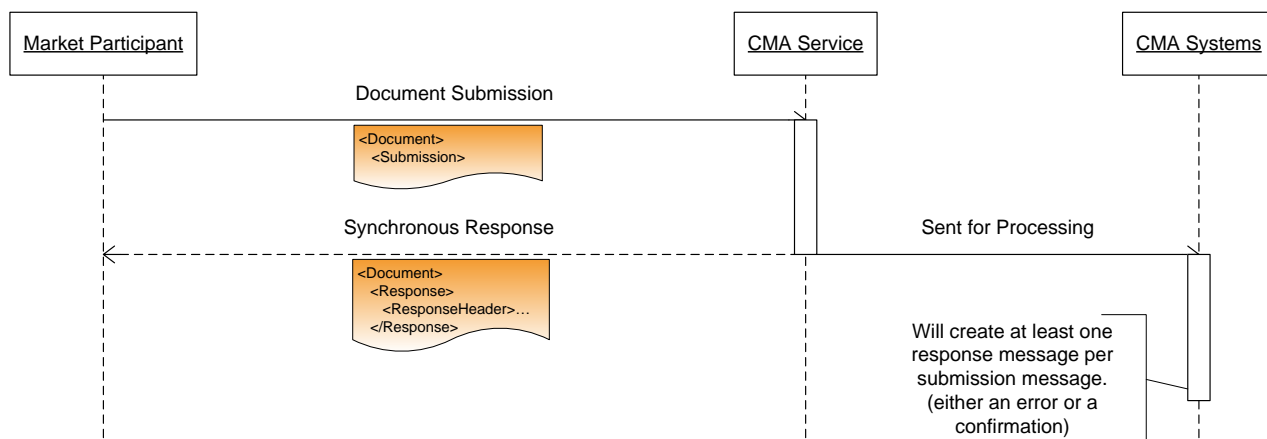 Market Participant
CMA Service
CMA Systems
Document Submission
<Document>
<Submission>
Synchronous Response
Sent for Processing
<Document>
<Response>
<ResponseHeader>…
</Response>
Will create at least one
response message per
submission message.
(either an error or a
confirmation)